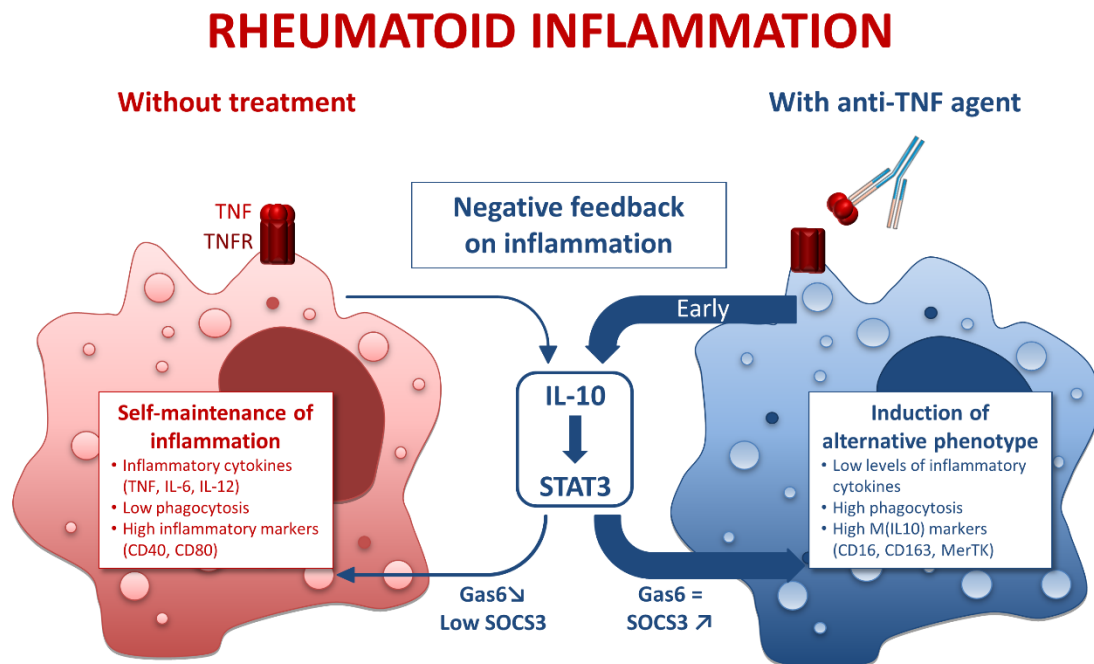 RHEUMATOID INFLAMMATION
Without treatment
With anti-TNF agent
TNF
TNFR
Negative feedback
on inflammation
Early
IL-10
STAT3
Self-maintenance of
inflammation
• Inflammatory cytokines
(TNF, IL-6, IL-12)
• Low phagocytosis
• High inflammatory markers
(CD40, CD80)
Induction of
alternative phenotype
• Low levels of inflammatory
cytokines
• High phagocytosis
• High M(IL10) markers
(CD16, CD163, MerTK)
Gas6↘
Low SOCS3
Gas6 =
SOCS3 ↗